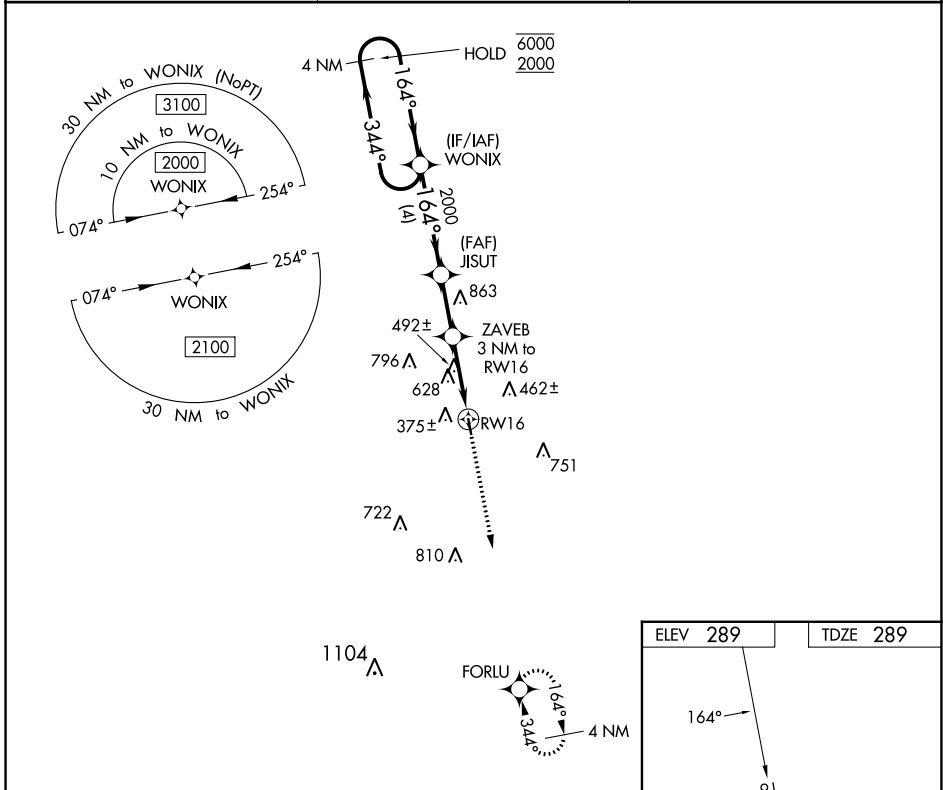 30 NM to WONIX (NoPT)
3100
10 NM to WONIX
2000
WONIX
074°
254°
074°
254°
WONIX
2100
30 NM to WONIX
4 NM
HOLD
6000
2000
164°
344°
(IF/IAF)
WONIX
2000
164°
(4)
(FAF)
JISUT
863
492±
ZAVEB
3 NM to
RW16
796
628
462±
375±
RW16
751
722
810
1104
FORLU
164°
344°
4 NM
ELEV 289
TDZE 289
164°